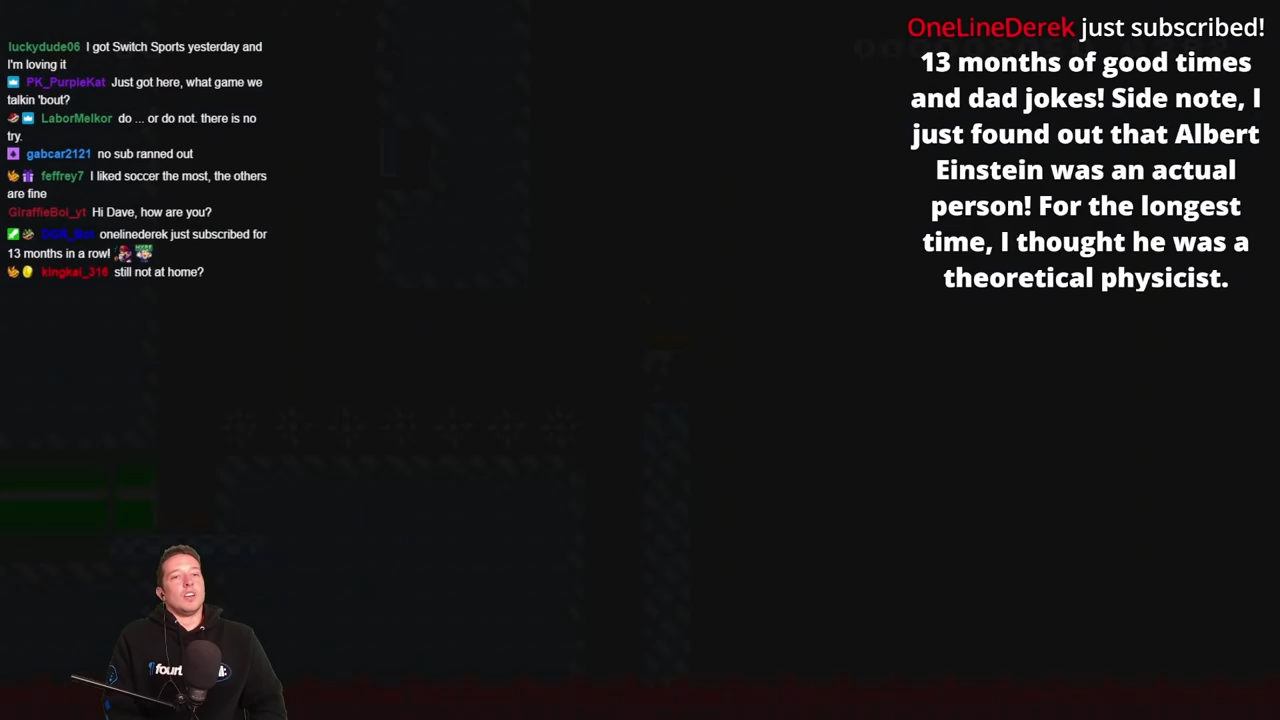 luckydude06 I got Switch Sports yesterday and
I'm loving it
PK_PurpleKat Just got here, what game we
talkin 'bout?
LaborMelkor do ... or do not. there is no
try.
gabcar2121 no sub ranned out
feffrey7 I liked soccer the most, the others
are fine
GiraffieBoi_yt Hi Dave, how are you?
DGR_Bot onelinederek just subscribed for
13 months in a row!
kingkai_316 still not at home?
OneLineDerek just subscribed!
13 months of good times
and dad jokes! Side note, I
just found out that Albert
Einstein was an actual
person! For the longest
time, I thought he was a
theoretical physicist.